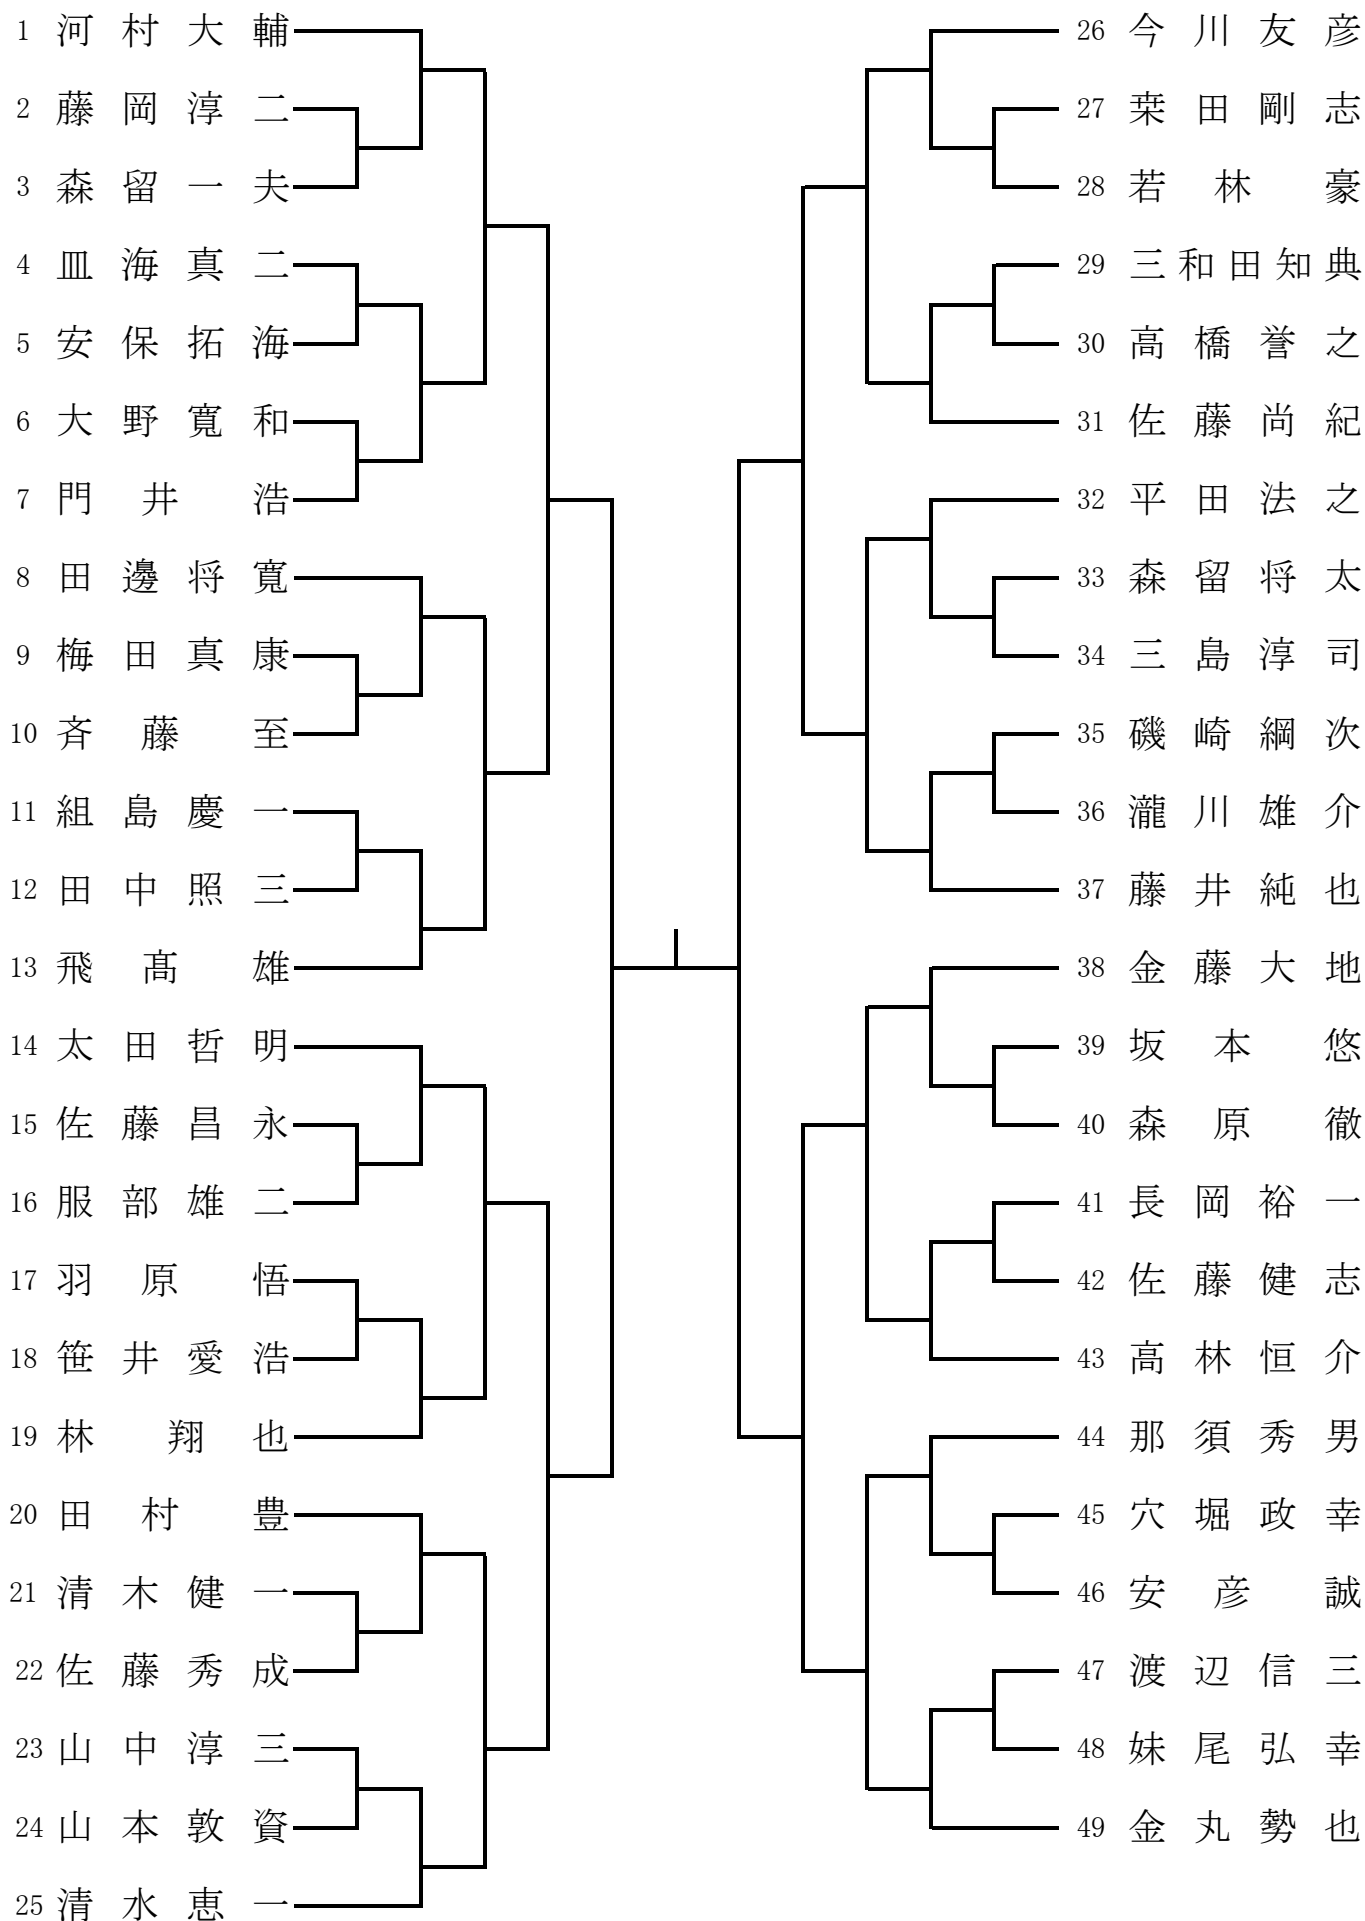 1 河村大輔
2 藤岡淳二
3 森留一夫
4 皿海真二
5 安保拓海
6 大野寛和
7 門井浩
8 田邊将寛
9 梅田真康
10 斉藤至
11 組島慶一
12 田中照三
13 飛髙雄
14 太田哲明
15 佐藤昌永
16 服部雄二
17 羽原悟
18 笹井愛浩
19 林翔也
20 田村豊
21 清木健一
22 佐藤秀成
23 山中淳三
24 山本敦資
25 清水恵一
26 今川友彦
27 桒田剛志
28 若林豪
29 三和田知典
30 高橋誉之
31 佐藤尚紀
32 平田法之
33 森留将太
34 三島淳司
35 磯崎綱次
36 瀧川雄介
37 藤井純也
38 金藤大地
39 坂本悠
40 森原徹
41 長岡裕一
42 佐藤健志
43 高林恒介
44 那須秀男
45 穴堀政幸
46 安彦誠
47 渡辺信三
48 妹尾弘幸
49 金丸勢也